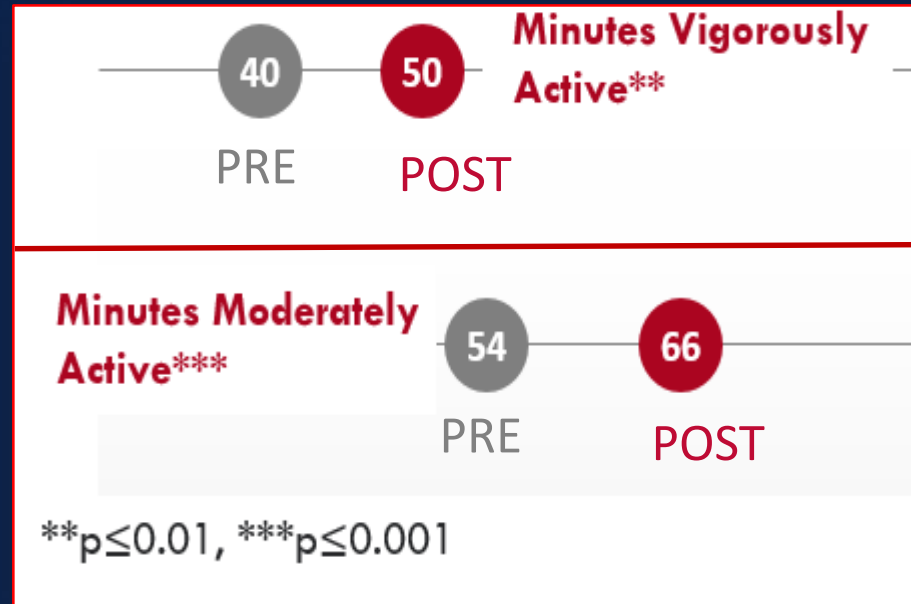 40 50 Minutes Vigorously
Active**
PRE POST
Minutes Moderately
Active***
54 66
PRE POST
**p≤0.01, ***p≤0.001